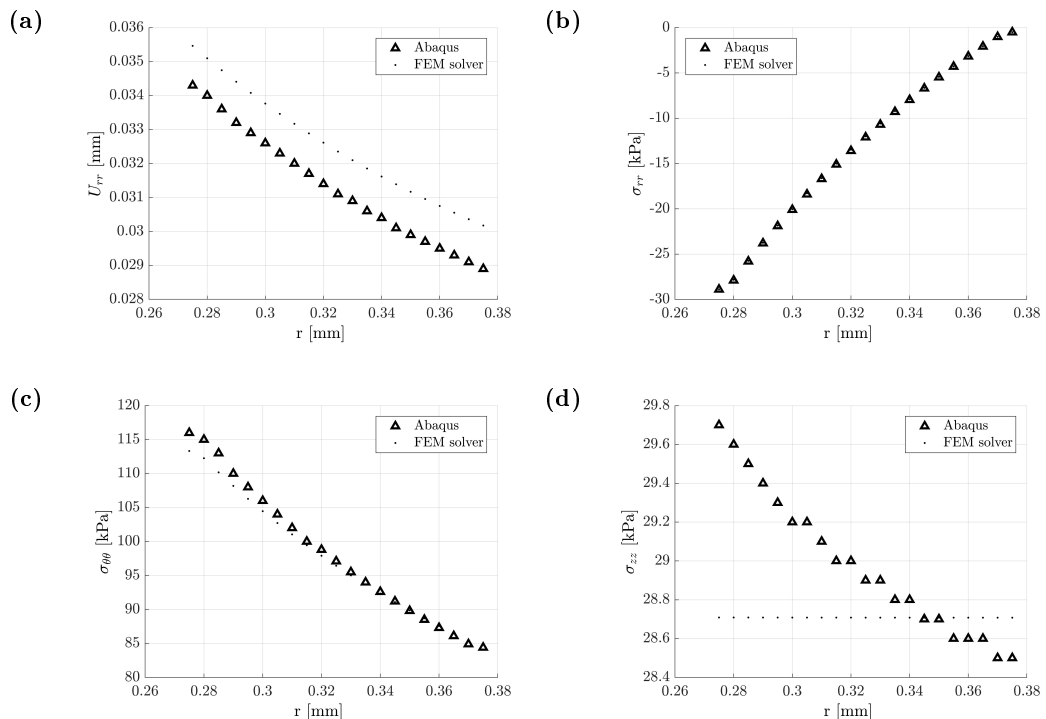 (a)
0.036
0.035
0.034
0.033
0.032
0.031
0.03
0.029
0.028
U_rr [mm]
Abaqus
FEM solver
0.26 0.28 0.3 0.32 0.34 0.36 0.38
r [mm]
(b)
0
-5
-10
-15
-20
-25
-30
σ_rr [kPa]
Abaqus
FEM solver
0.26 0.28 0.3 0.32 0.34 0.36 0.38
r [mm]
(c)
120
115
110
105
100
95
90
85
80
σ_θθ [kPa]
Abaqus
FEM solver
0.26 0.28 0.3 0.32 0.34 0.36 0.38
r [mm]
(d)
29.8
29.6
29.4
29.2
29
28.8
28.6
28.4
σ_zz [kPa]
Abaqus
FEM solver
0.26 0.28 0.3 0.32 0.34 0.36 0.38
r [mm]